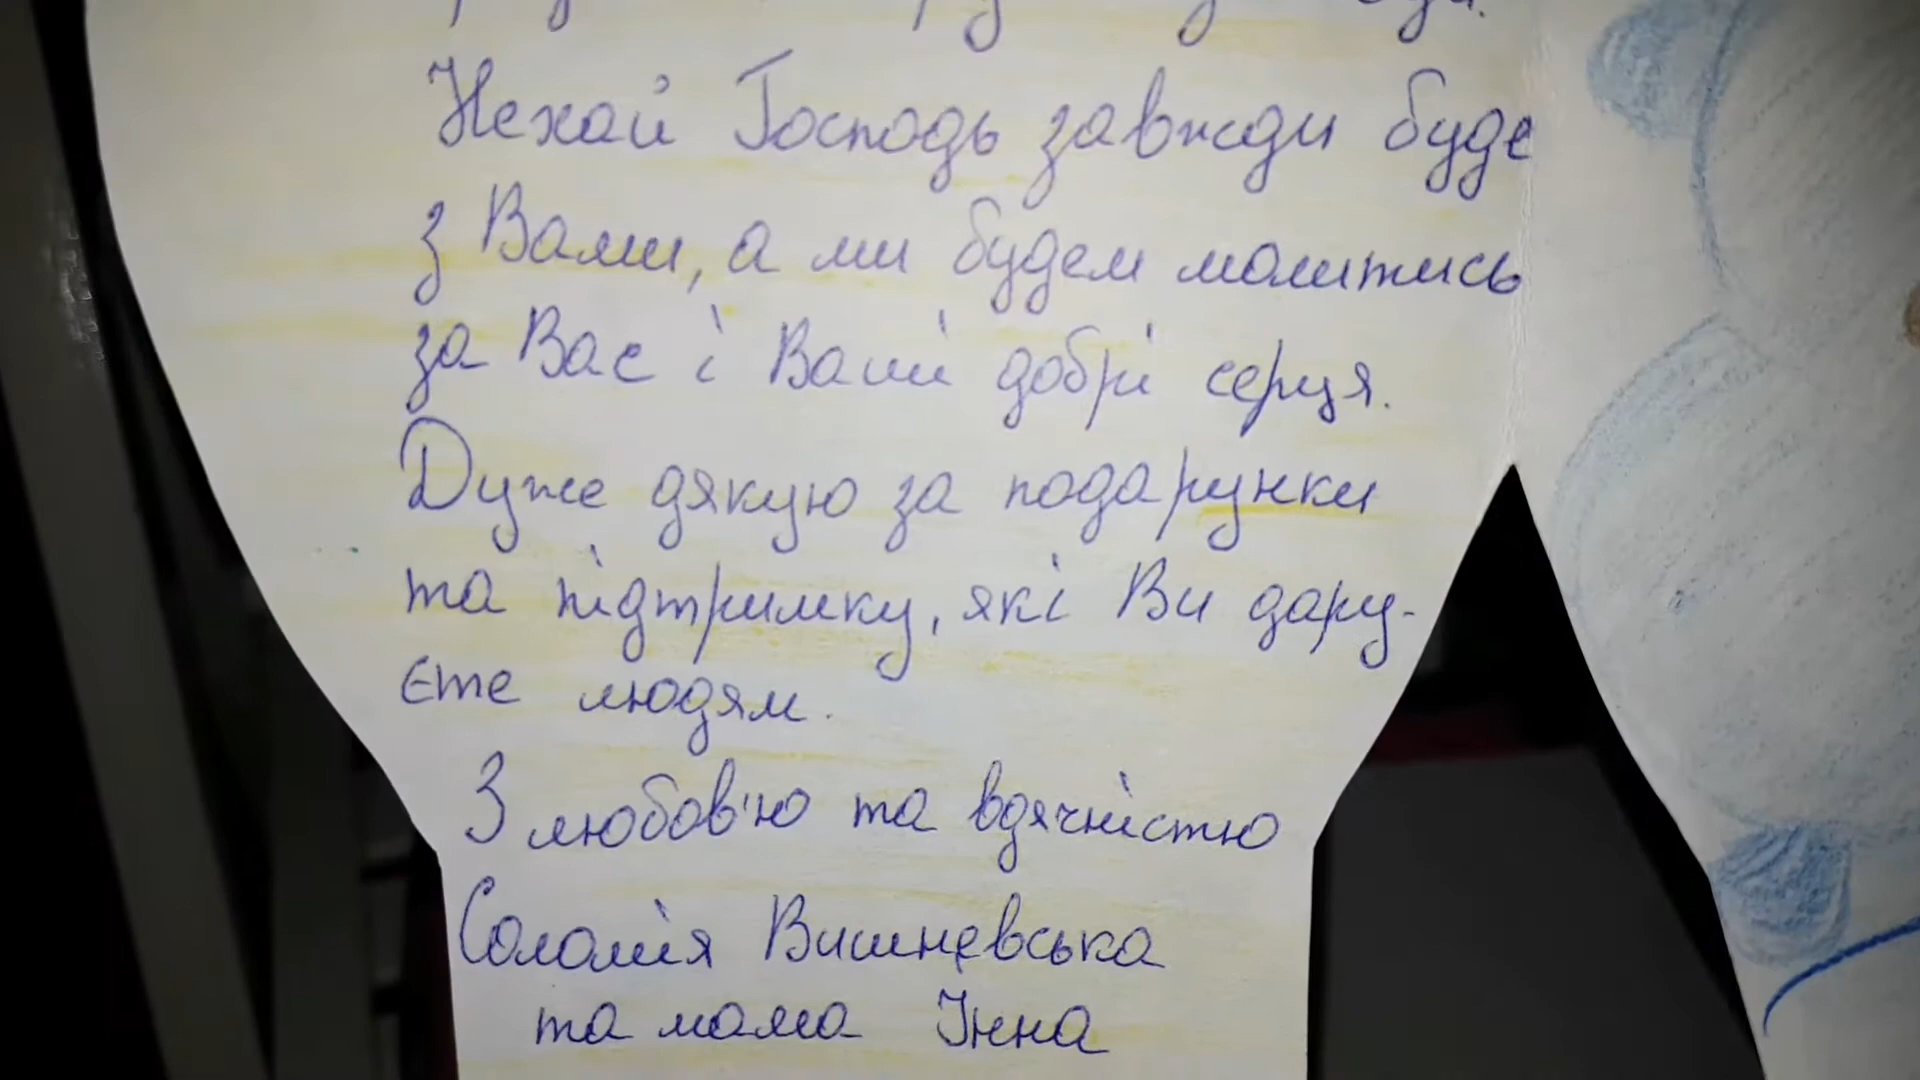 Нехай Господь завжди буде
з Вами, а ми будем молитись
за Вас і Ваші добрі серця.
Дуже дякую за подарунки
та підтримку, які Ви дару-
єте людям.
З любов'ю та вдячністю
Соломія Вишневська
та мама Інна